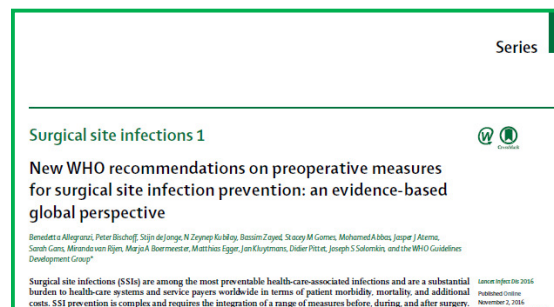 Series
Surgical site infections 1
New WHO recommendations on preoperative measures
for surgical site infection prevention: an evidence-based
global perspective
Benedetta Allegranzi, Peter Bischoff, Stijn de Jonge, N Zeynep Kubilay, Bassim Zayed, Stacey M Gomes, Mohamed Abbas, Jasper J Atema,
Sarah Gans, Miranda van Rijen, Marja A Boermeester, Matthias Egger, Jan Kluytmans, Didier Pittet, Joseph S Solomkin, and the WHO Guidelines
Development Group*
Surgical site infections (SSIs) are among the most preventable health-care-associated infections and are a substantial
burden to health-care systems and service payers worldwide in terms of patient morbidity, mortality, and additional
costs. SSI prevention is complex and requires the integration of a range of measures before, during, and after surgery.
Lancet Infect Dis 2016
Published Online
November 2, 2016
CrossMark